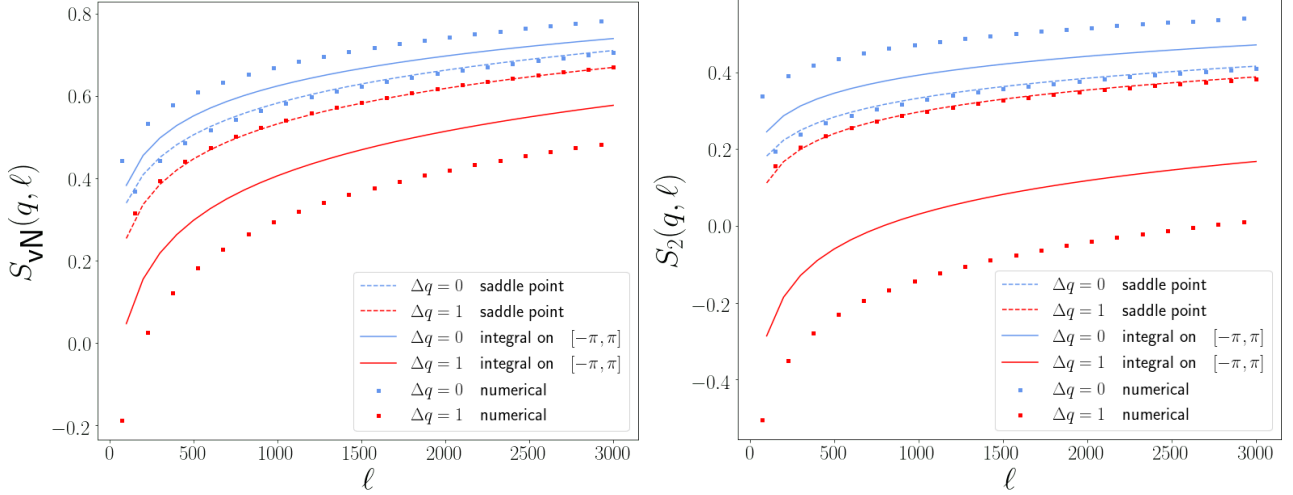 0.8
0.6
0.4
0.2
0.0
−0.2
S_vN(q, ℓ)
0 500 1000 1500 2000 2500 3000
ℓ
Δq = 0 saddle point
Δq = 1 saddle point
Δq = 0 integral on [−π, π]
Δq = 1 integral on [−π, π]
Δq = 0 numerical
Δq = 1 numerical
0.4
0.2
0.0
−0.2
−0.4
S_2(q, ℓ)
0 500 1000 1500 2000 2500 3000
ℓ
Δq = 0 saddle point
Δq = 1 saddle point
Δq = 0 integral on [−π, π]
Δq = 1 integral on [−π, π]
Δq = 0 numerical
Δq = 1 numerical